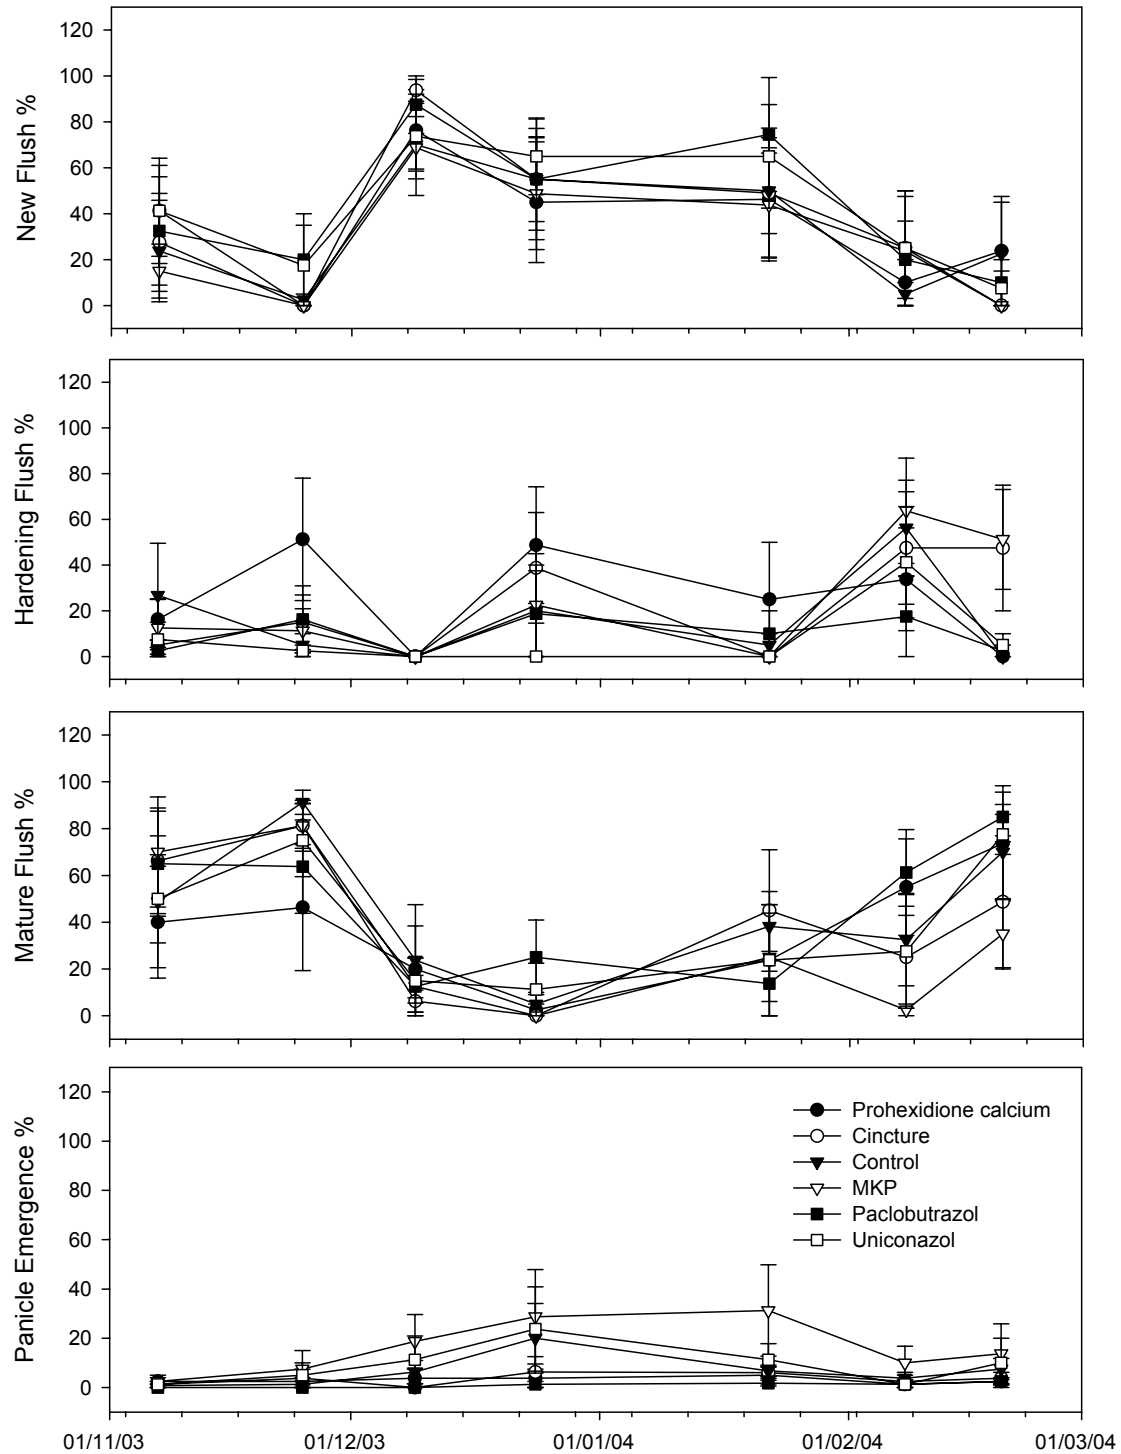 New Flush %
120
100
80
60
40
20
0
Hardening Flush %
120
100
80
60
40
20
0
Mature Flush %
120
100
80
60
40
20
0
Panicle Emergence %
120
100
80
60
40
20
0
Prohexidione calcium
Cincture
Control
MKP
Paclobutrazol
Uniconazol
01/11/03 01/12/03 01/01/04 01/02/04 01/03/04